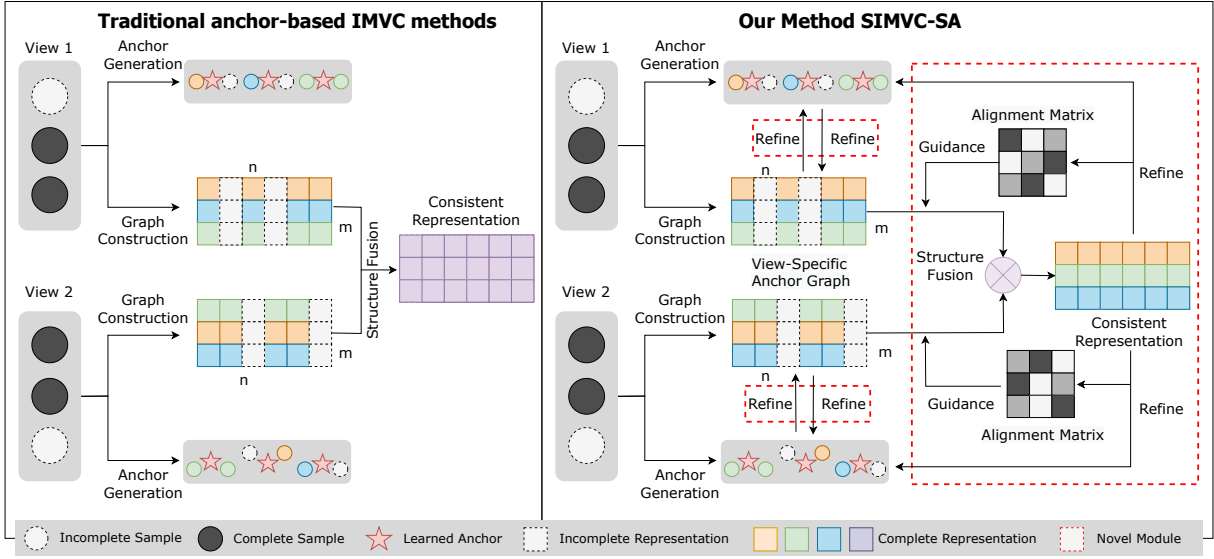 Traditional anchor-based IMVC methods
View 1
Anchor
Generation
n
Graph
Construction
m
Consistent
Representation
Structure Fusion
View 2
Graph
Construction
m
n
Anchor
Generation
Our Method SIMVC-SA
View 1
Anchor
Generation
Refine
Refine
Alignment Matrix
Guidance
Refine
n
Graph
Construction
m
View-Specific
Anchor Graph
Structure
Fusion
View 2
Graph
Construction
m
n
Consistent
Representation
Refine
Refine
Guidance
Alignment Matrix
Refine
Anchor
Generation
Incomplete Sample
Complete Sample
Learned Anchor
Incomplete Representation
Complete Representation
Novel Module